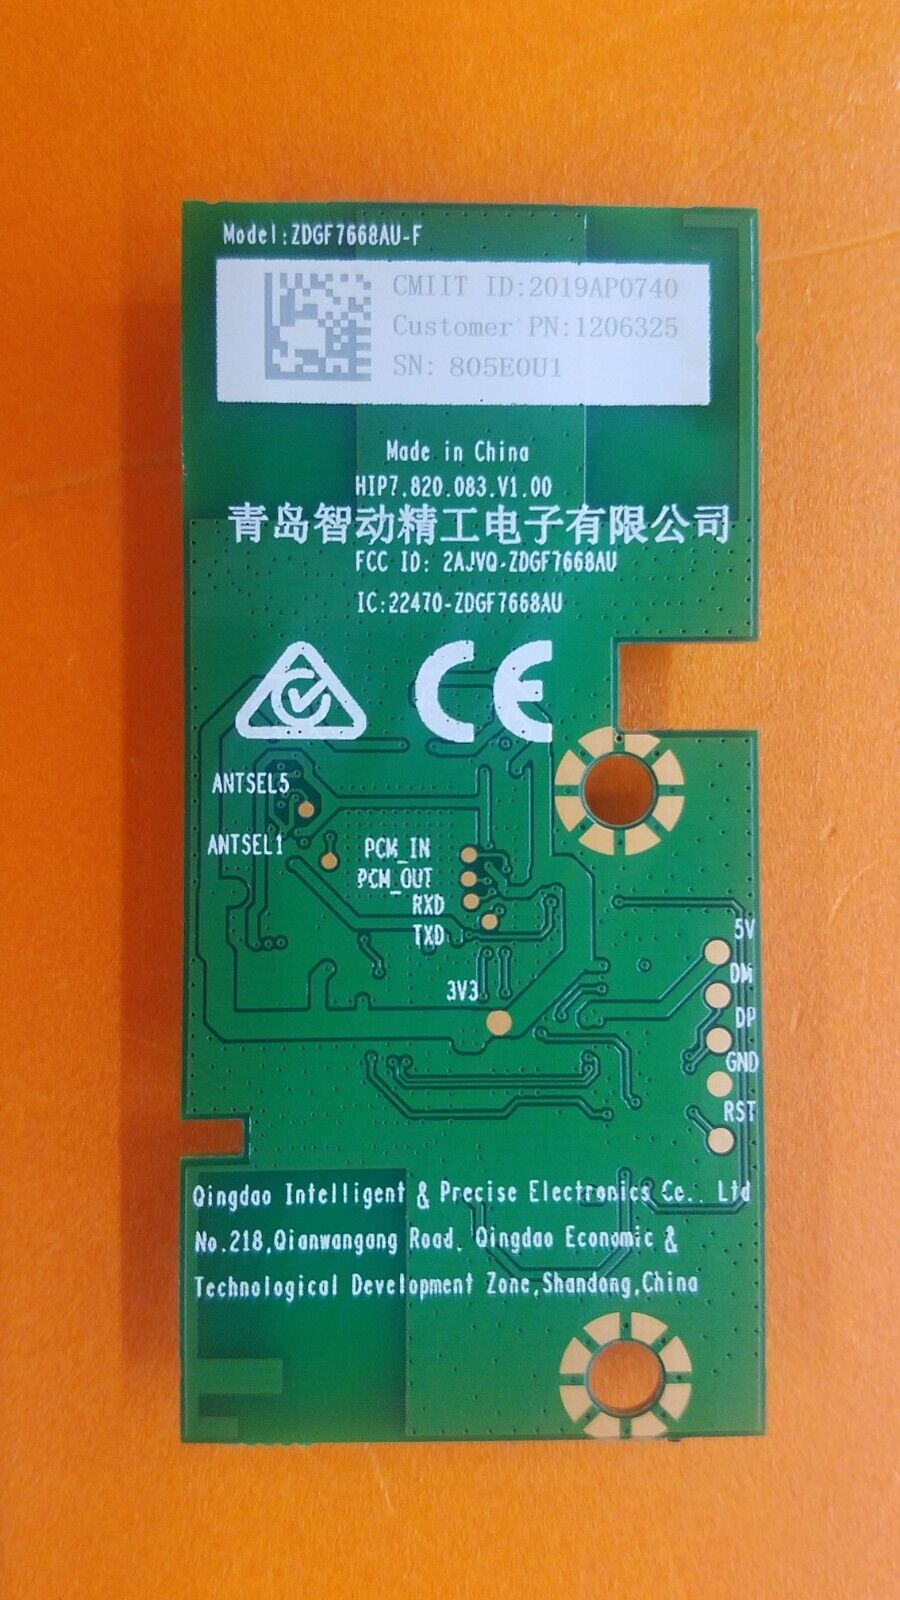 Model:ZDGF7668AU-F
CMIIT ID:2019AP0740
Customer PN:1206325
SN: 805E0U1
Made in China
HIP7.820.083.V1.00
青岛智动精工电子有限公司
FCC ID: 2AJVQ-ZDGF7668AU
IC:22470-ZDGF7668AU
CE
ANTSEL5
ANTSEL1
PCM_IN
PCM_OUT
RXD
TXD
3V3
5V
DM
DP
GND
RST
Qingdao Intelligent & Precise Electronics Co., Ltd
No.218,Qianwangang Road, Qingdao Economic &
Technological Development Zone,Shandong,China